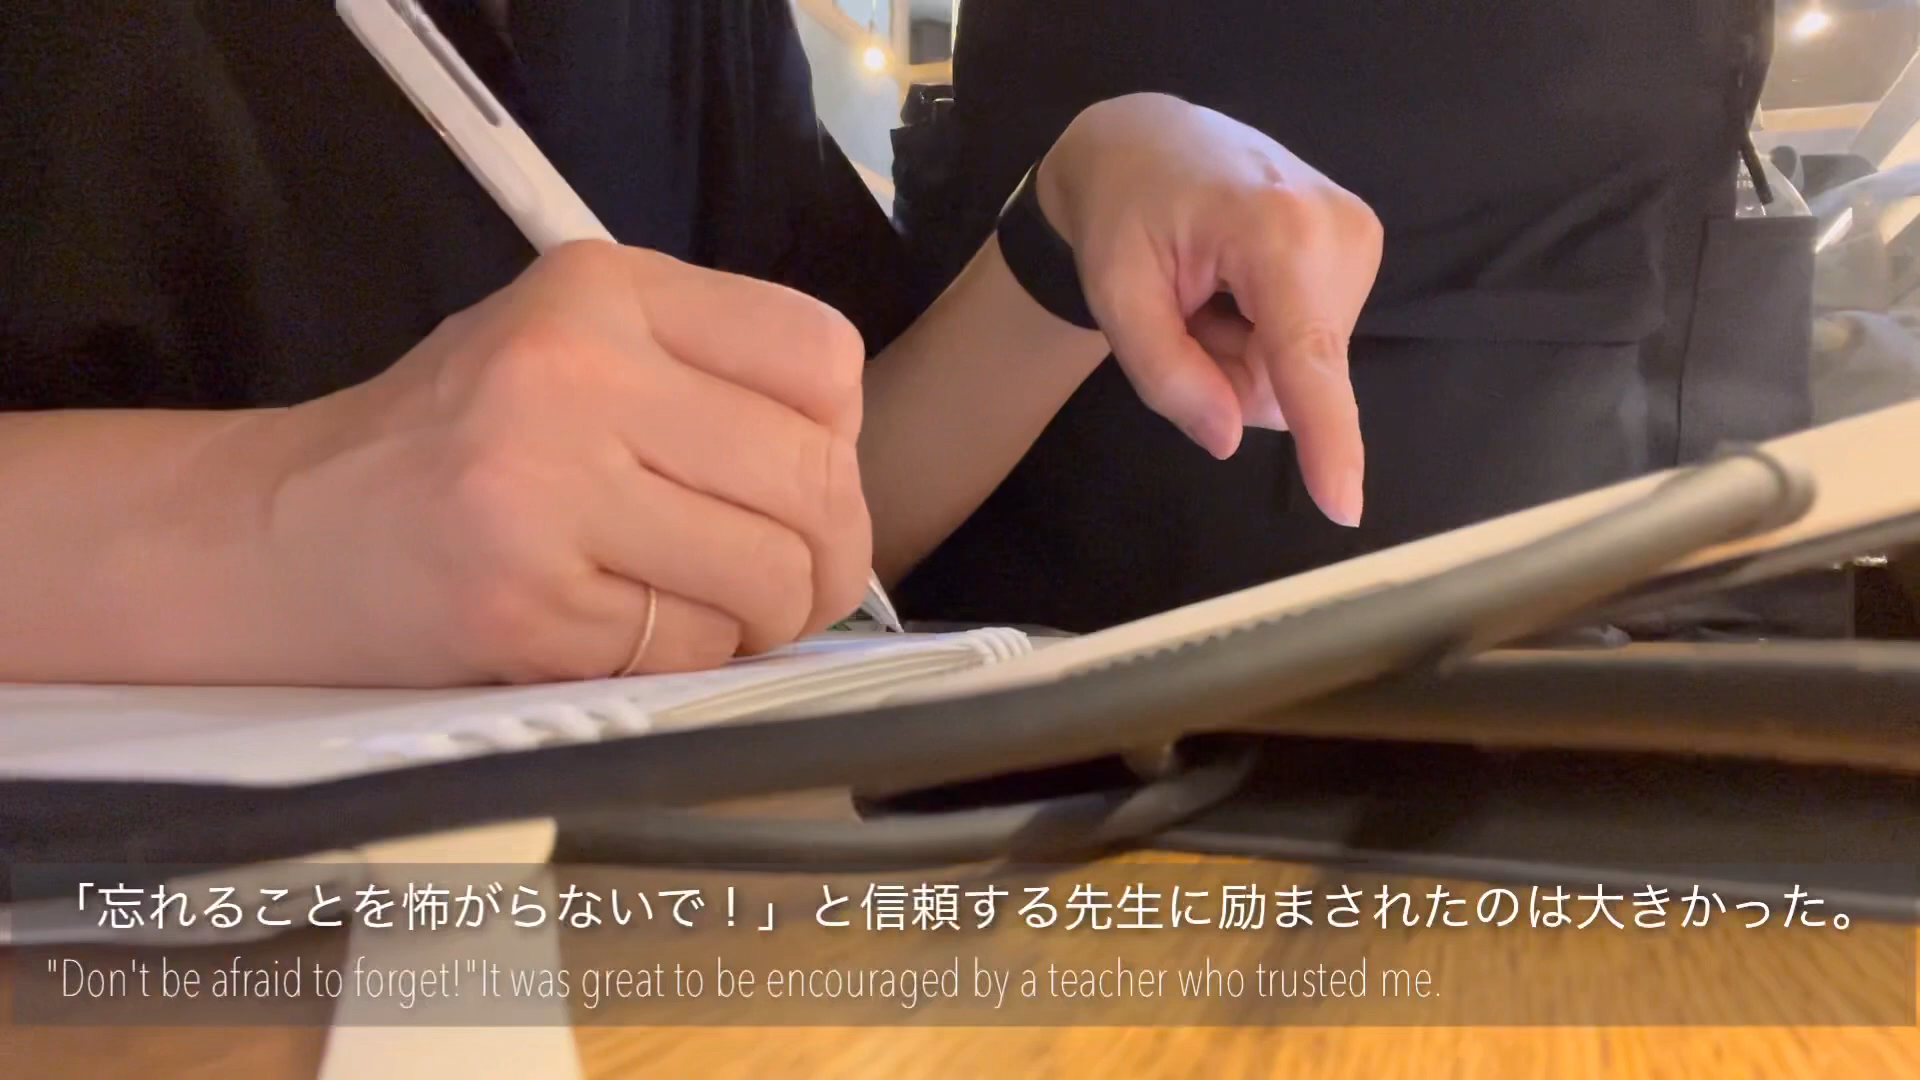 「忘れることを怖がらないで！」と信頼する先生に励まされたのは大きかった。
"Don't be afraid to forget!"It was great to be encouraged by a teacher who trusted me.